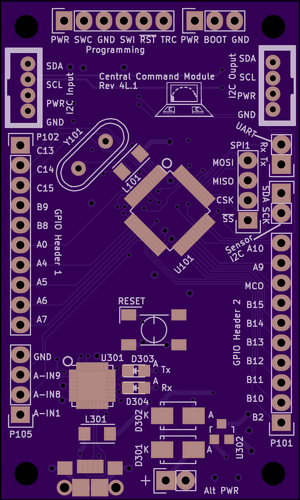 PWR SWC GND SWI RST TRC
PWR BOOT GND
Programming
SDA
SCL
PWR
GND
I2C Input
Central Command Module
Rev 4L.1
SDA
SCL
PWR
GND
I2C Ouput
P102
C13
C14
C15
B9
B8
A0
A4
A5
A6
A7
GPIO Header 1
Y101
L101
U101
UART
Rx Tx
SPI1
MOSI
MISO
CSK
SS
SDA SCK
Sensor
I2C
A10
A9
MCO
B15
B14
B13
B12
B11
B10
B2
P101
GPIO Header 2
RESET
GND
A-IN9
A-IN8
A-IN1
P105
U301
D303 A
Tx
Rx
D304 A
L301
K D302 A
K D301 A
U302
+
Alt PWR